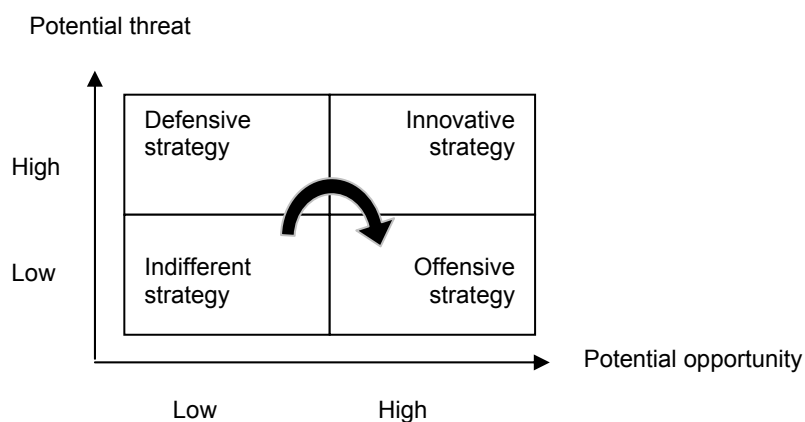 Potential threat
Defensive
strategy
Innovative
strategy
High
Low
Indifferent
strategy
Offensive
strategy
Potential opportunity
Low
High